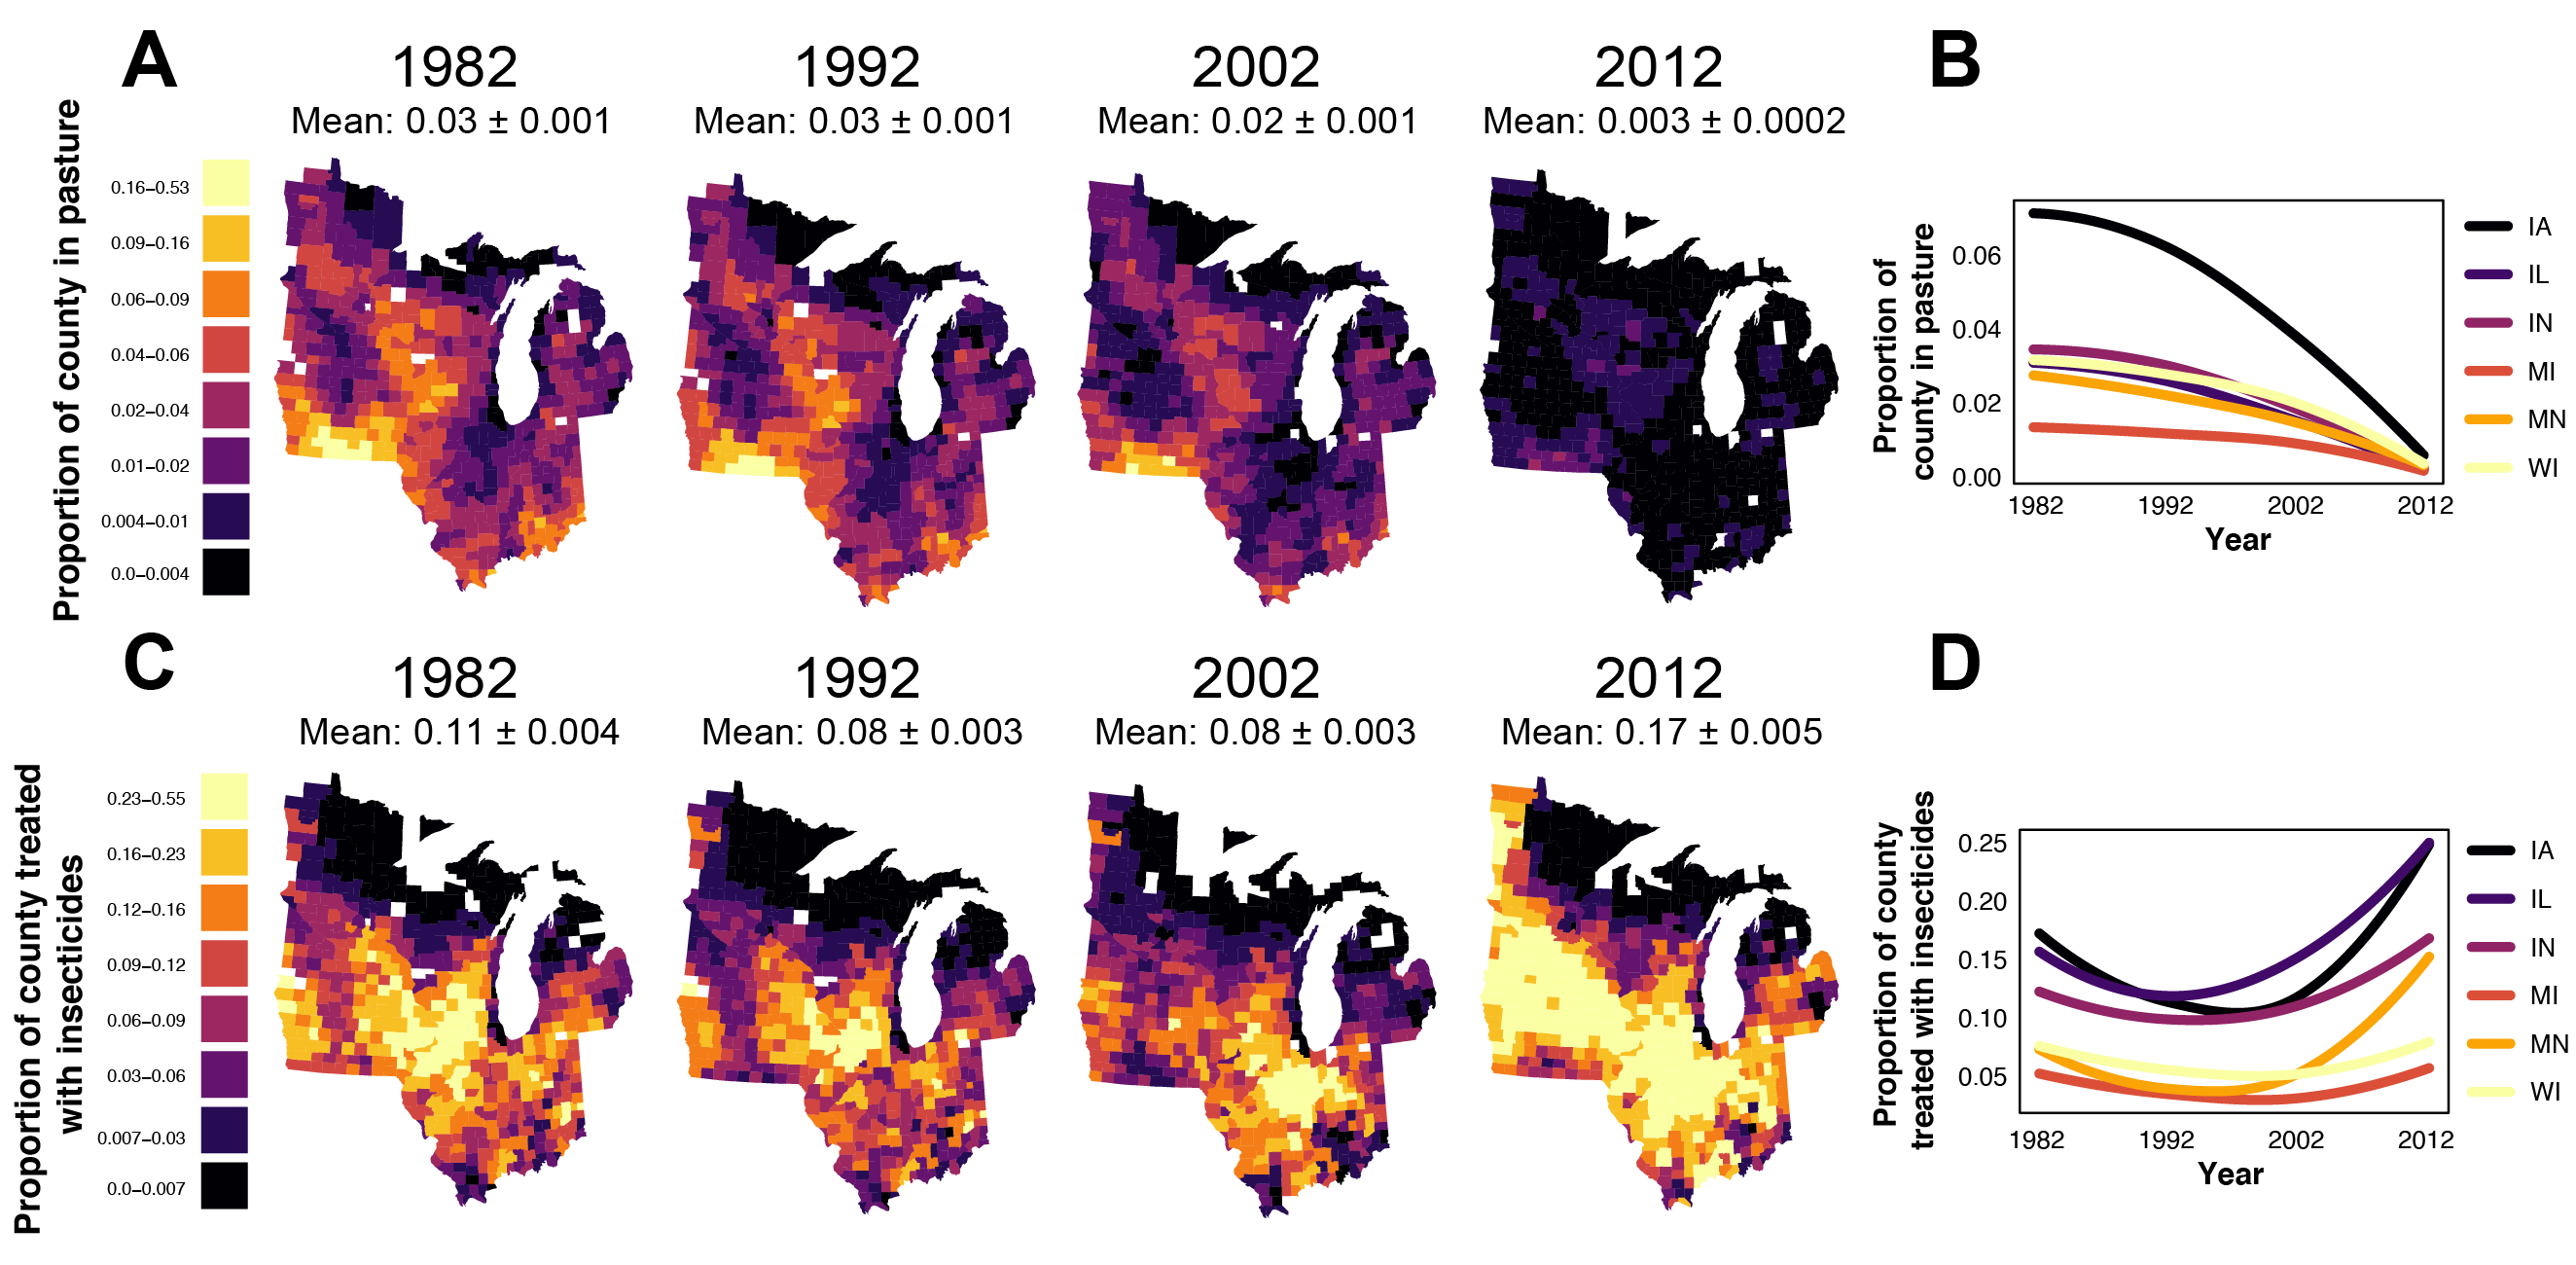 A
1982
1992
2002
2012
Mean: 0.03 ± 0.001
Mean: 0.03 ± 0.001
Mean: 0.02 ± 0.001
Mean: 0.003 ± 0.0002
Proportion of county in pasture
0.16–0.53
0.09–0.16
0.06–0.09
0.04–0.06
0.02–0.04
0.01–0.02
0.004–0.01
0.0–0.004
B
Proportion of
county in pasture
0.06
0.04
0.02
0.00
1982
1992
2002
2012
Year
IA
IL
IN
MI
MN
WI
C
1982
1992
2002
2012
Mean: 0.11 ± 0.004
Mean: 0.08 ± 0.003
Mean: 0.08 ± 0.003
Mean: 0.17 ± 0.005
Proportion of county treated
with insecticides
0.23–0.55
0.16–0.23
0.12–0.16
0.09–0.12
0.06–0.09
0.03–0.06
0.007–0.03
0.0–0.007
D
Proportion of county
treated with insecticides
0.25
0.20
0.15
0.10
0.05
1982
1992
2002
2012
Year
IA
IL
IN
MI
MN
WI